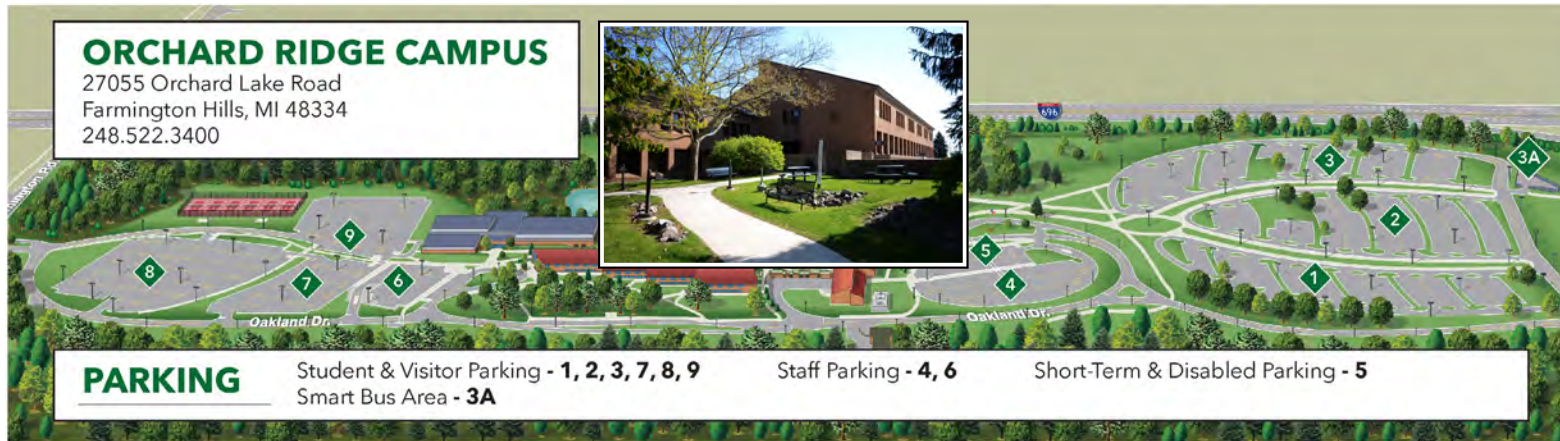 ORCHARD RIDGE CAMPUS
27055 Orchard Lake Road
Farmington Hills, MI 48334
248.522.3400
696
3
3A
2
9
5
8
7
6
4
1
Oakland Dr.
Oakland Dr.
PARKING
Student & Visitor Parking - 1, 2, 3, 7, 8, 9
Staff Parking - 4, 6
Short-Term & Disabled Parking - 5
Smart Bus Area - 3A